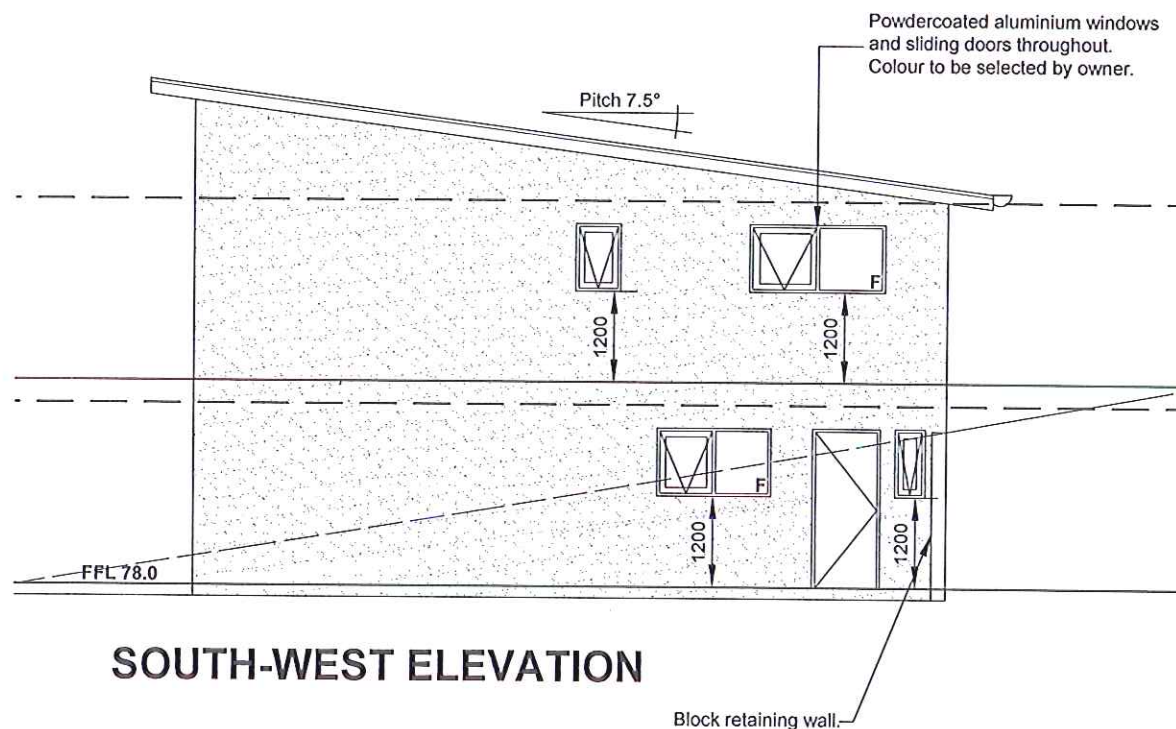 Powdercoated aluminium windows
and sliding doors throughout.
Colour to be selected by owner.
Pitch 7.5°
F
1200
1200
F
1200
1200
FFL 78.0
SOUTH-WEST ELEVATION
Block retaining wall.